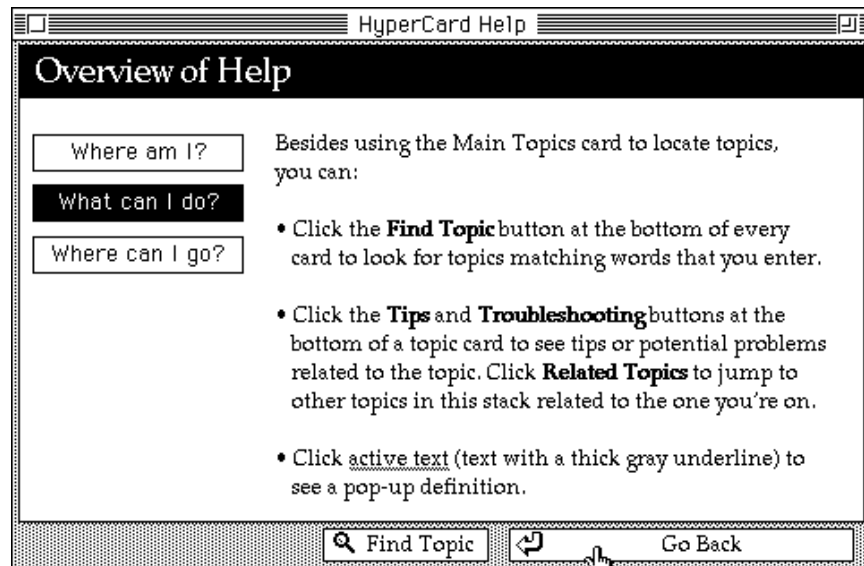 HyperCard Help
Overview of Help
Where am I?
What can I do?
Where can I go?
Besides using the Main Topics card to locate topics,
you can:
• Click the Find Topic button at the bottom of every
card to look for topics matching words that you enter.
• Click the Tips and Troubleshooting buttons at the
bottom of a topic card to see tips or potential problems
related to the topic. Click Related Topics to jump to
other topics in this stack related to the one you're on.
• Click active text (text with a thick gray underline) to
see a pop-up definition.
Find Topic
Go Back